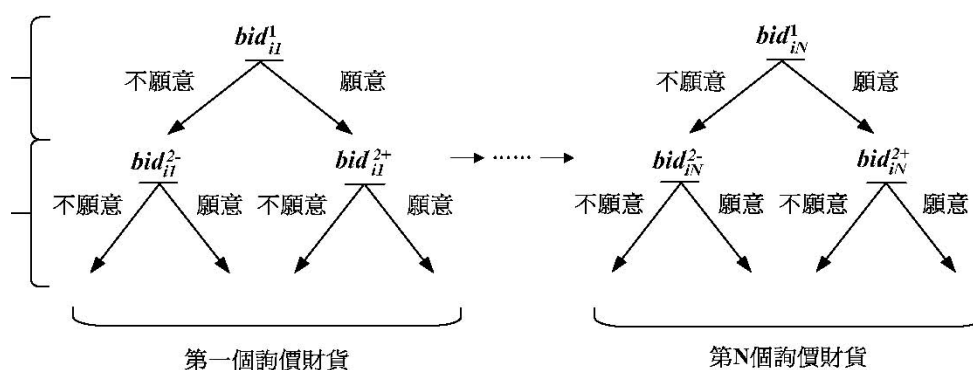 bid¹ᵢ₁ bid¹ᵢN
不願意 願意 不願意 願意
bid²⁻ᵢ₁ bid²⁺ᵢ₁ ...... bid²⁻ᵢN bid²⁺ᵢN
不願意 願意 不願意 願意 不願意 願意 不願意 願意
第一個詢價財貨 第N個詢價財貨